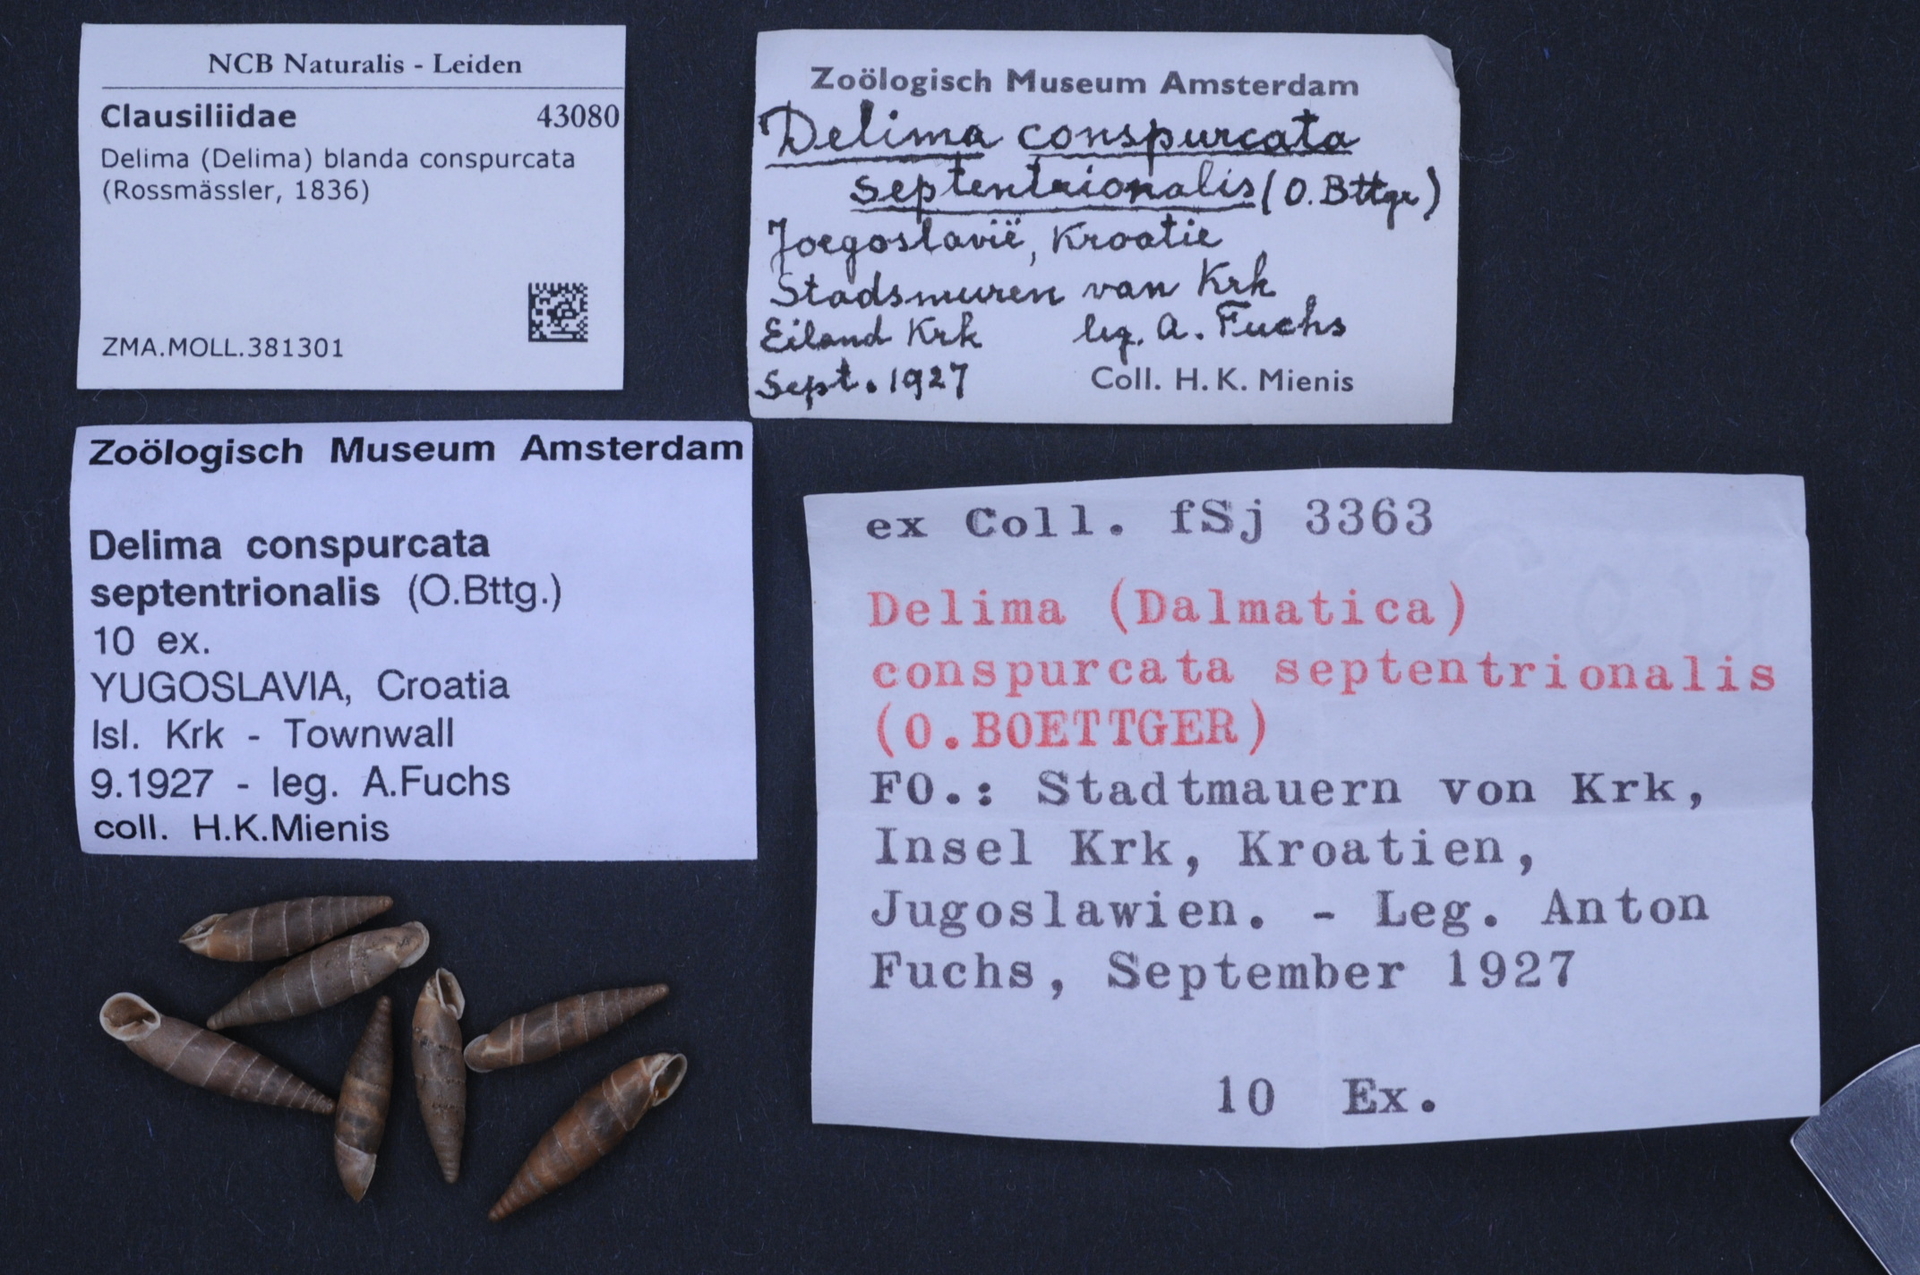 NCB Naturalis - Leiden
Clausiliidae 43080
Delima (Delima) blanda conspurcata
(Rossmässler, 1836)
ZMA.MOLL.381301
Zoölogisch Museum Amsterdam
Delima conspurcata
septentrionalis (O.Bttgr)
Joegoslavië, Kroatie
Stadsmuren van Krk
Eiland Krk leg. A. Fuchs
Sept. 1927 Coll. H. K. Mienis
Zoölogisch Museum Amsterdam
Delima conspurcata
septentrionalis (O.Bttg.)
10 ex.
YUGOSLAVIA, Croatia
Isl. Krk - Townwall
9.1927 - leg. A.Fuchs
coll. H.K.Mienis
ex Coll. fSj 3363
Delima (Dalmatica)
conspurcata septentrionalis
(O.BOETTGER)
FO.: Stadtmauern von Krk,
Insel Krk, Kroatien,
Jugoslawien. - Leg. Anton
Fuchs, September 1927
10 Ex.